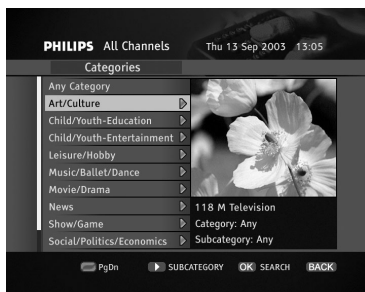 PHILIPS All Channels Thu 13 Sep 2003 13:05
Categories
Any Category
Art/Culture
Child/Youth-Education
Child/Youth-Entertainment
Leisure/Hobby
Music/Ballet/Dance
Movie/Drama
News
Show/Game
Social/Politics/Economics
118 M Television
Category: Any
Subcategory: Any
PgDn SUBCATEGORY OK SEARCH BACK